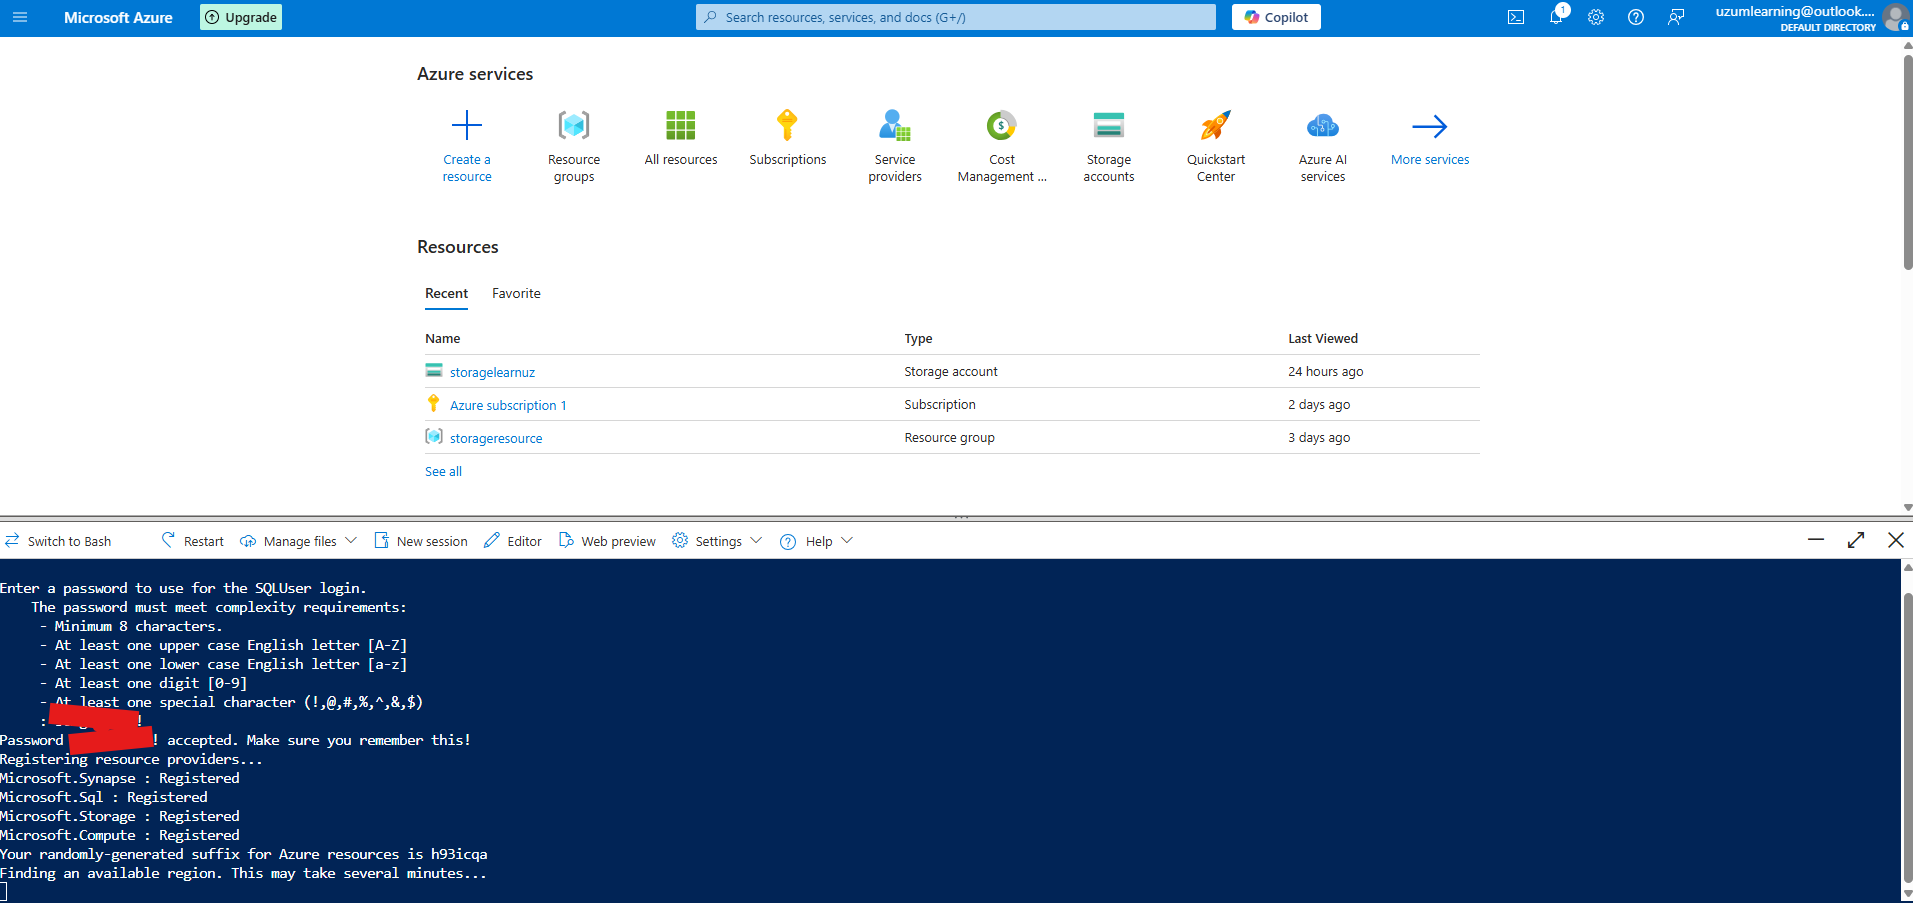 Microsoft Azure
Upgrade
Search resources, services, and docs (G+/)
Copilot
1
uzumlearning@outlook....
DEFAULT DIRECTORY
Azure services
Create a resource
Resource groups
All resources
Subscriptions
Service providers
Cost Management ...
Storage accounts
Quickstart Center
Azure AI services
More services
Resources
Recent Favorite
Name Type Last Viewed
storagelearnuz Storage account 24 hours ago
Azure subscription 1 Subscription 2 days ago
storageresource Resource group 3 days ago
See all
Switch to Bash Restart Manage files New session Editor Web preview Settings Help
Enter a password to use for the SQLUser login.
The password must meet complexity requirements:
- Minimum 8 characters.
- At least one upper case English letter [A-Z]
- At least one lower case English letter [a-z]
- At least one digit [0-9]
- At least one special character (!,@,#,%,^,&,$)
: !
Password ! accepted. Make sure you remember this!
Registering resource providers...
Microsoft.Synapse : Registered
Microsoft.Sql : Registered
Microsoft.Storage : Registered
Microsoft.Compute : Registered
Your randomly-generated suffix for Azure resources is h93icqa
Finding an available region. This may take several minutes...